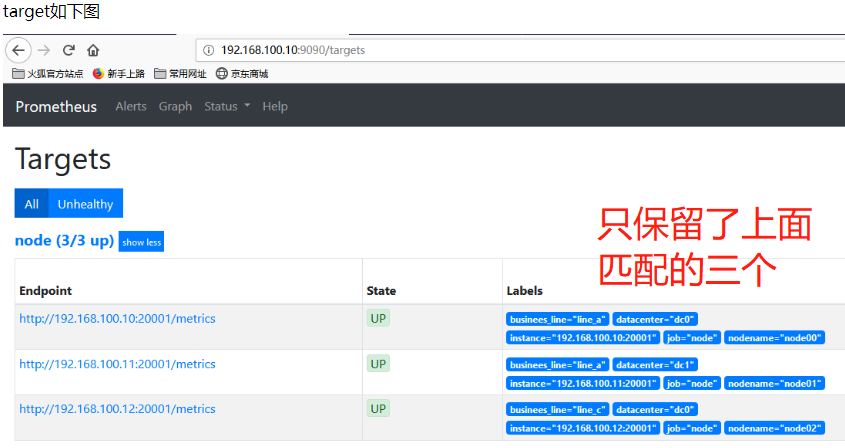 target如下图
192.168.100.10:9090/targets
火狐官方站点 新手上路 常用网址 京东商城
Prometheus Alerts Graph Status Help
Targets
All Unhealthy
只保留了上面
匹配的三个
node (3/3 up) show less
Endpoint State Labels
http://192.168.100.10:20001/metrics UP businees_line="line_a" datacenter="dc0"
instance="192.168.100.10:20001" job="node" nodename="node00"
http://192.168.100.11:20001/metrics UP businees_line="line_a" datacenter="dc1"
instance="192.168.100.11:20001" job="node" nodename="node01"
http://192.168.100.12:20001/metrics UP businees_line="line_c" datacenter="dc0"
instance="192.168.100.12:20001" job="node" nodename="node02"